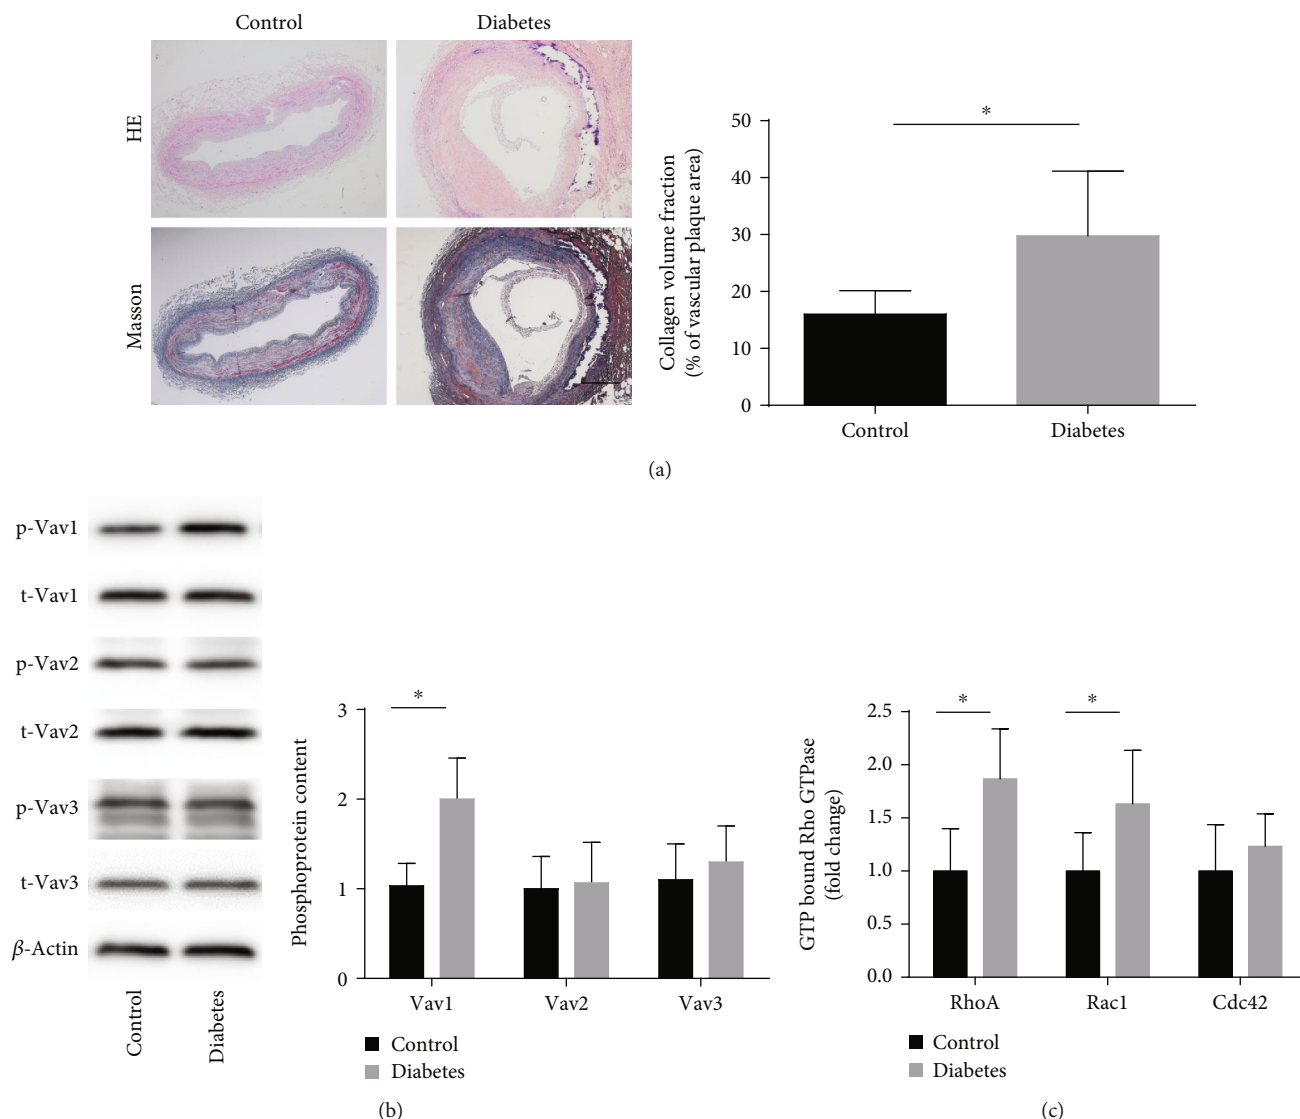 Control
Diabetes
HE
Masson
Collagen volume fraction
(% of vascular plaque area)
50
40
30
20
10
0
*
Control
Diabetes
(a)
p-Vav1
t-Vav1
p-Vav2
t-Vav2
p-Vav3
t-Vav3
β-Actin
Control
Diabetes
Phosphoprotein content
3
2
1
0
*
Vav1
Vav2
Vav3
Control
Diabetes
(b)
GTP bound Rho GTPase
(fold change)
2.5
2.0
1.5
1.0
0.5
0.0
*
*
RhoA
Rac1
Cdc42
Control
Diabetes
(c)